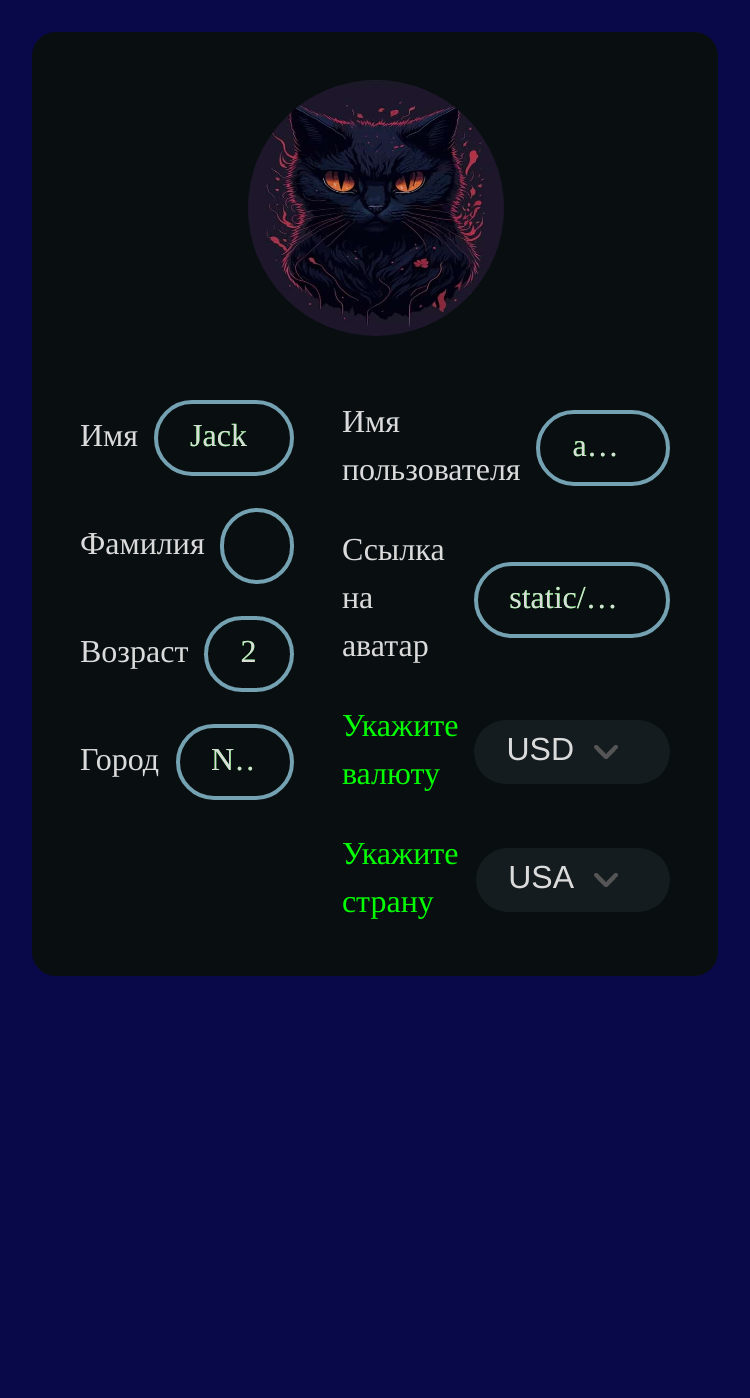 Имя
Jack
Фамилия
Возраст
2
Город
N..
Имя
пользователя
a...
Ссылка
на
аватар
static/...
Укажите
валюту
USD
Укажите
страну
USA